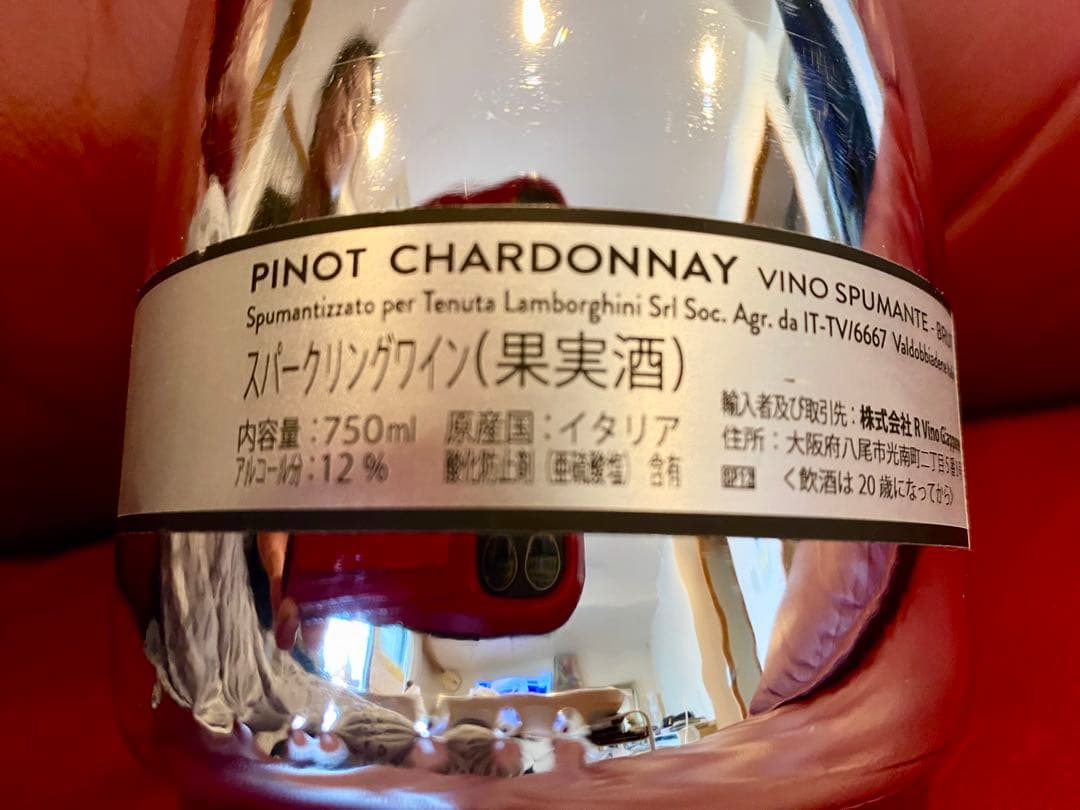 PINOT CHARDONNAY VINO SPUMANTE - BRUT
Spumantizzato per Tenuta Lamborghini Srl Soc. Agr. da IT-TV/6667 Valdobbiadene
スパークリングワイン(果実酒)
内容量:750ml 原産国:イタリア
アルコール分:12% 酸化防止剤(亜硫酸塩)含有
輸入者及び取引先:株式会社 R Vino
住所:大阪府八尾市光南町二丁目
GP12 〈飲酒は20歳になってから〉